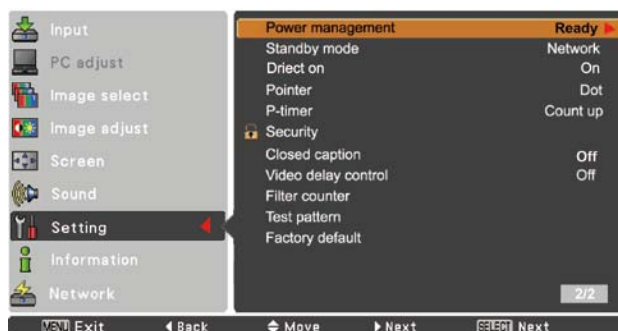 Input
PC adjust
Image select
Image adjust
Screen
Sound
Setting
Information
Network
Power management Ready
Standby mode Network
Driect on On
Pointer Dot
P-timer Count up
Security
Closed caption Off
Video delay control Off
Filter counter
Test pattern
Factory default
2/2
MENU Exit Back Move Next SELECT Next